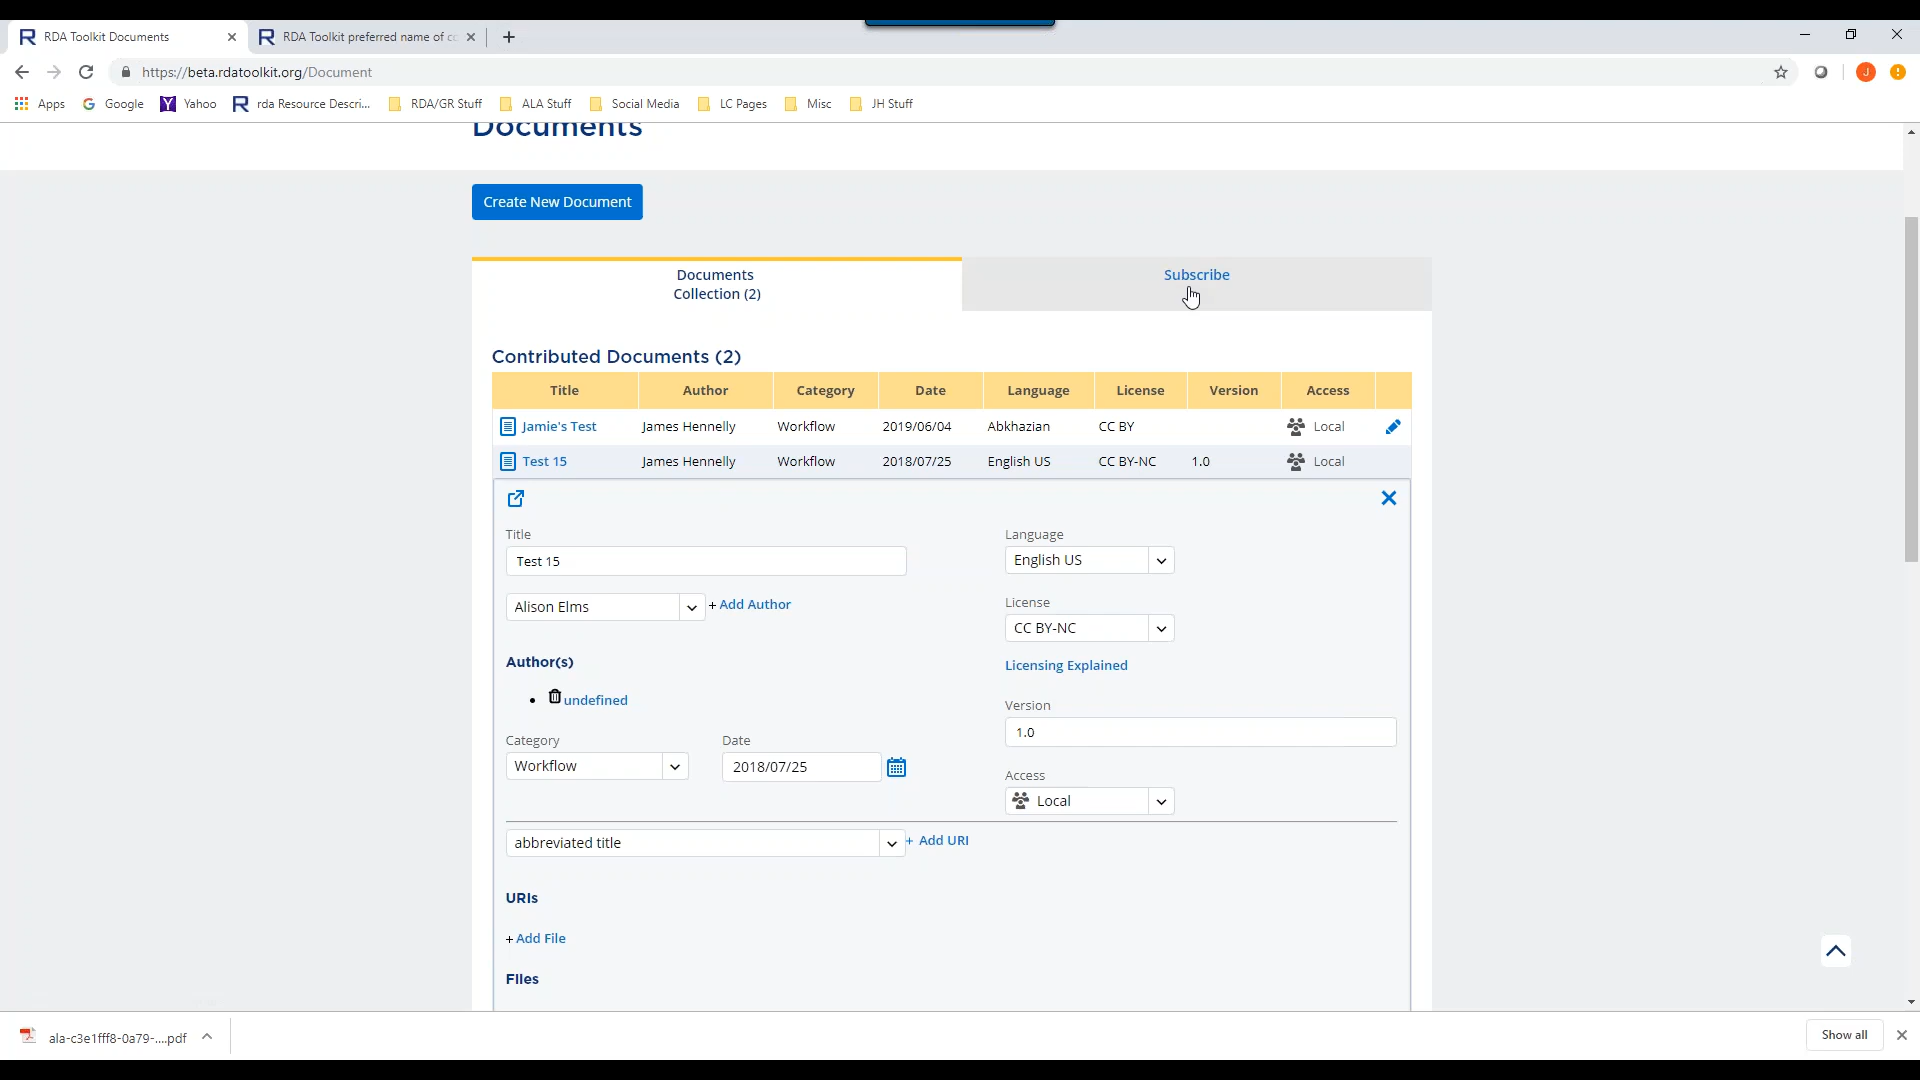 RDA Toolkit Documents
RDA Toolkit preferred name of co
https://beta.rdatoolkit.org/Document
J
Apps
Google
Yahoo
rda Resource Descri...
RDA/GR Stuff
ALA Stuff
Social Media
LC Pages
Misc
JH Stuff
Documents
Create New Document
Documents
Collection (2)
Subscribe
Contributed Documents (2)
Title Author Category Date Language License Version Access
Jamie's Test James Hennelly Workflow 2019/06/04 Abkhazian CC BY Local
Test 15 James Hennelly Workflow 2018/07/25 English US CC BY-NC 1.0 Local
Title
Test 15
Language
English US
Alison Elms
+ Add Author
License
CC BY-NC
Licensing Explained
Author(s)
undefined
Version
1.0
Category
Workflow
Date
2018/07/25
Access
Local
abbreviated title
+ Add URI
URIs
+ Add File
Files
ala-c3e1fff8-0a79-....pdf
Show all